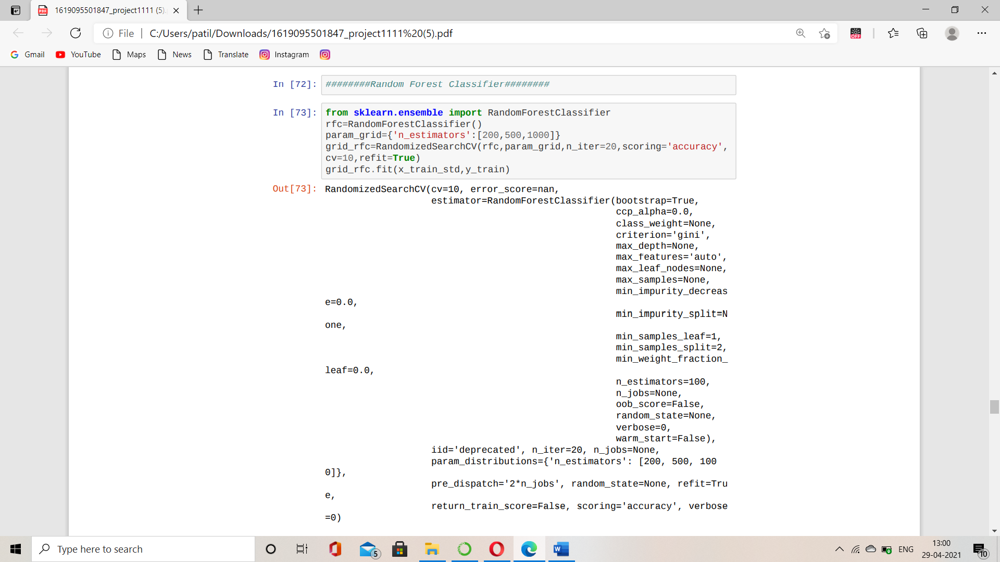 1619095501847_project1111 (5).
File
C:/Users/patil/Downloads/1619095501847_project1111%20(5).pdf
OFF
Gmail
YouTube
Maps
News
Translate
Instagram
In [72]: ########Random Forest Classifier########
In [73]: from sklearn.ensemble import RandomForestClassifier
rfc=RandomForestClassifier()
param_grid={'n_estimators':[200,500,1000]}
grid_rfc=RandomizedSearchCV(rfc,param_grid,n_iter=20,scoring='accuracy',
cv=10,refit=True)
grid_rfc.fit(x_train_std,y_train)
Out[73]: RandomizedSearchCV(cv=10, error_score=nan,
estimator=RandomForestClassifier(bootstrap=True,
ccp_alpha=0.0,
class_weight=None,
criterion='gini',
max_depth=None,
max_features='auto',
max_leaf_nodes=None,
max_samples=None,
min_impurity_decreas
e=0.0,
min_impurity_split=N
one,
min_samples_leaf=1,
min_samples_split=2,
min_weight_fraction_
leaf=0.0,
n_estimators=100,
n_jobs=None,
oob_score=False,
random_state=None,
verbose=0,
warm_start=False),
iid='deprecated', n_iter=20, n_jobs=None,
param_distributions={'n_estimators': [200, 500, 100
0]},
pre_dispatch='2*n_jobs', random_state=None, refit=Tru
e,
return_train_score=False, scoring='accuracy', verbose
=0)
Type here to search
5
W
ENG
13:00
29-04-2021
10